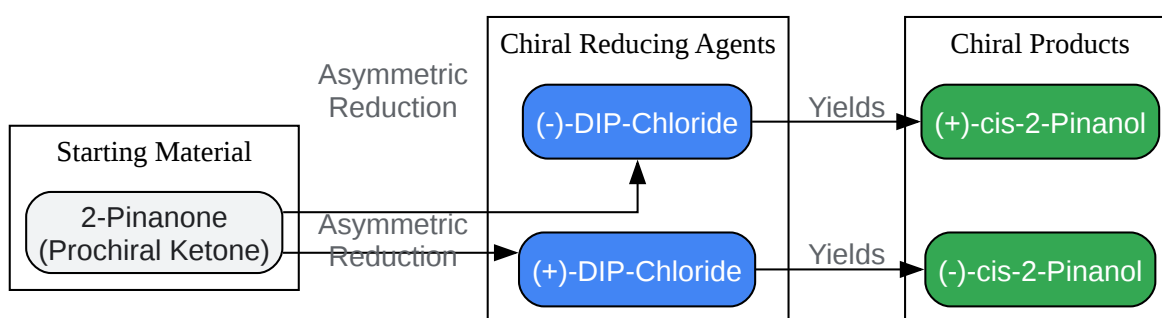 Starting Material
2-Pinanone
(Prochiral Ketone)
Asymmetric
Reduction
Asymmetric
Reduction
Chiral Reducing Agents
(-)-DIP-Chloride
(+)-DIP-Chloride
Yields
Yields
Chiral Products
(+)-cis-2-Pinanol
(-)-cis-2-Pinanol